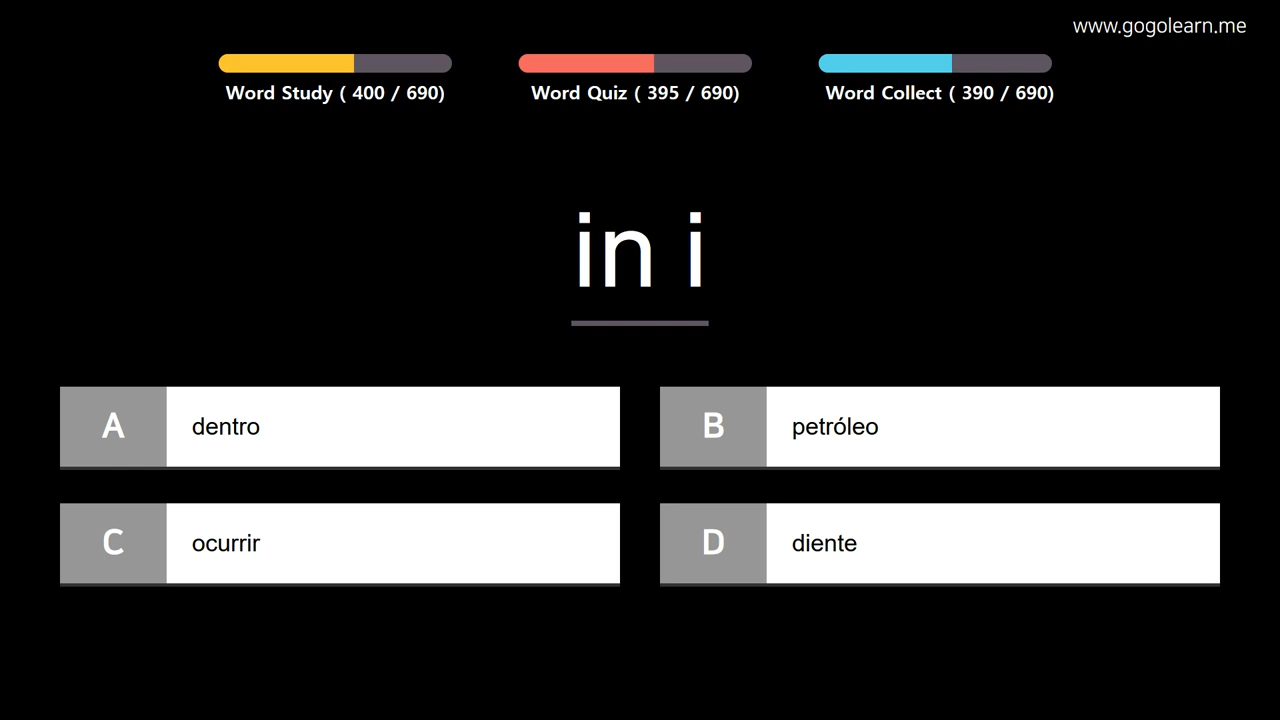 www.gogolearn.me
Word Study ( 400 / 690)
Word Quiz ( 395 / 690)
Word Collect ( 390 / 690)
in i
A dentro
B petróleo
C ocurrir
D diente